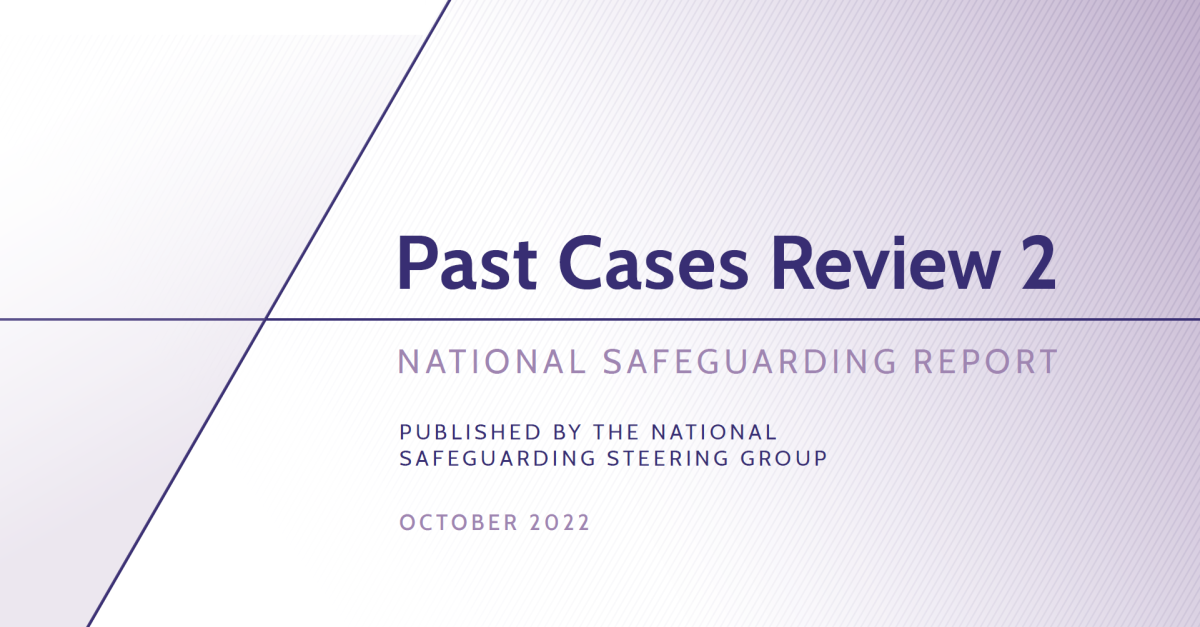 Past Cases Review 2
NATIONAL SAFEGUARDING REPORT
PUBLISHED BY THE NATIONAL
SAFEGUARDING STEERING GROUP
OCTOBER 2022